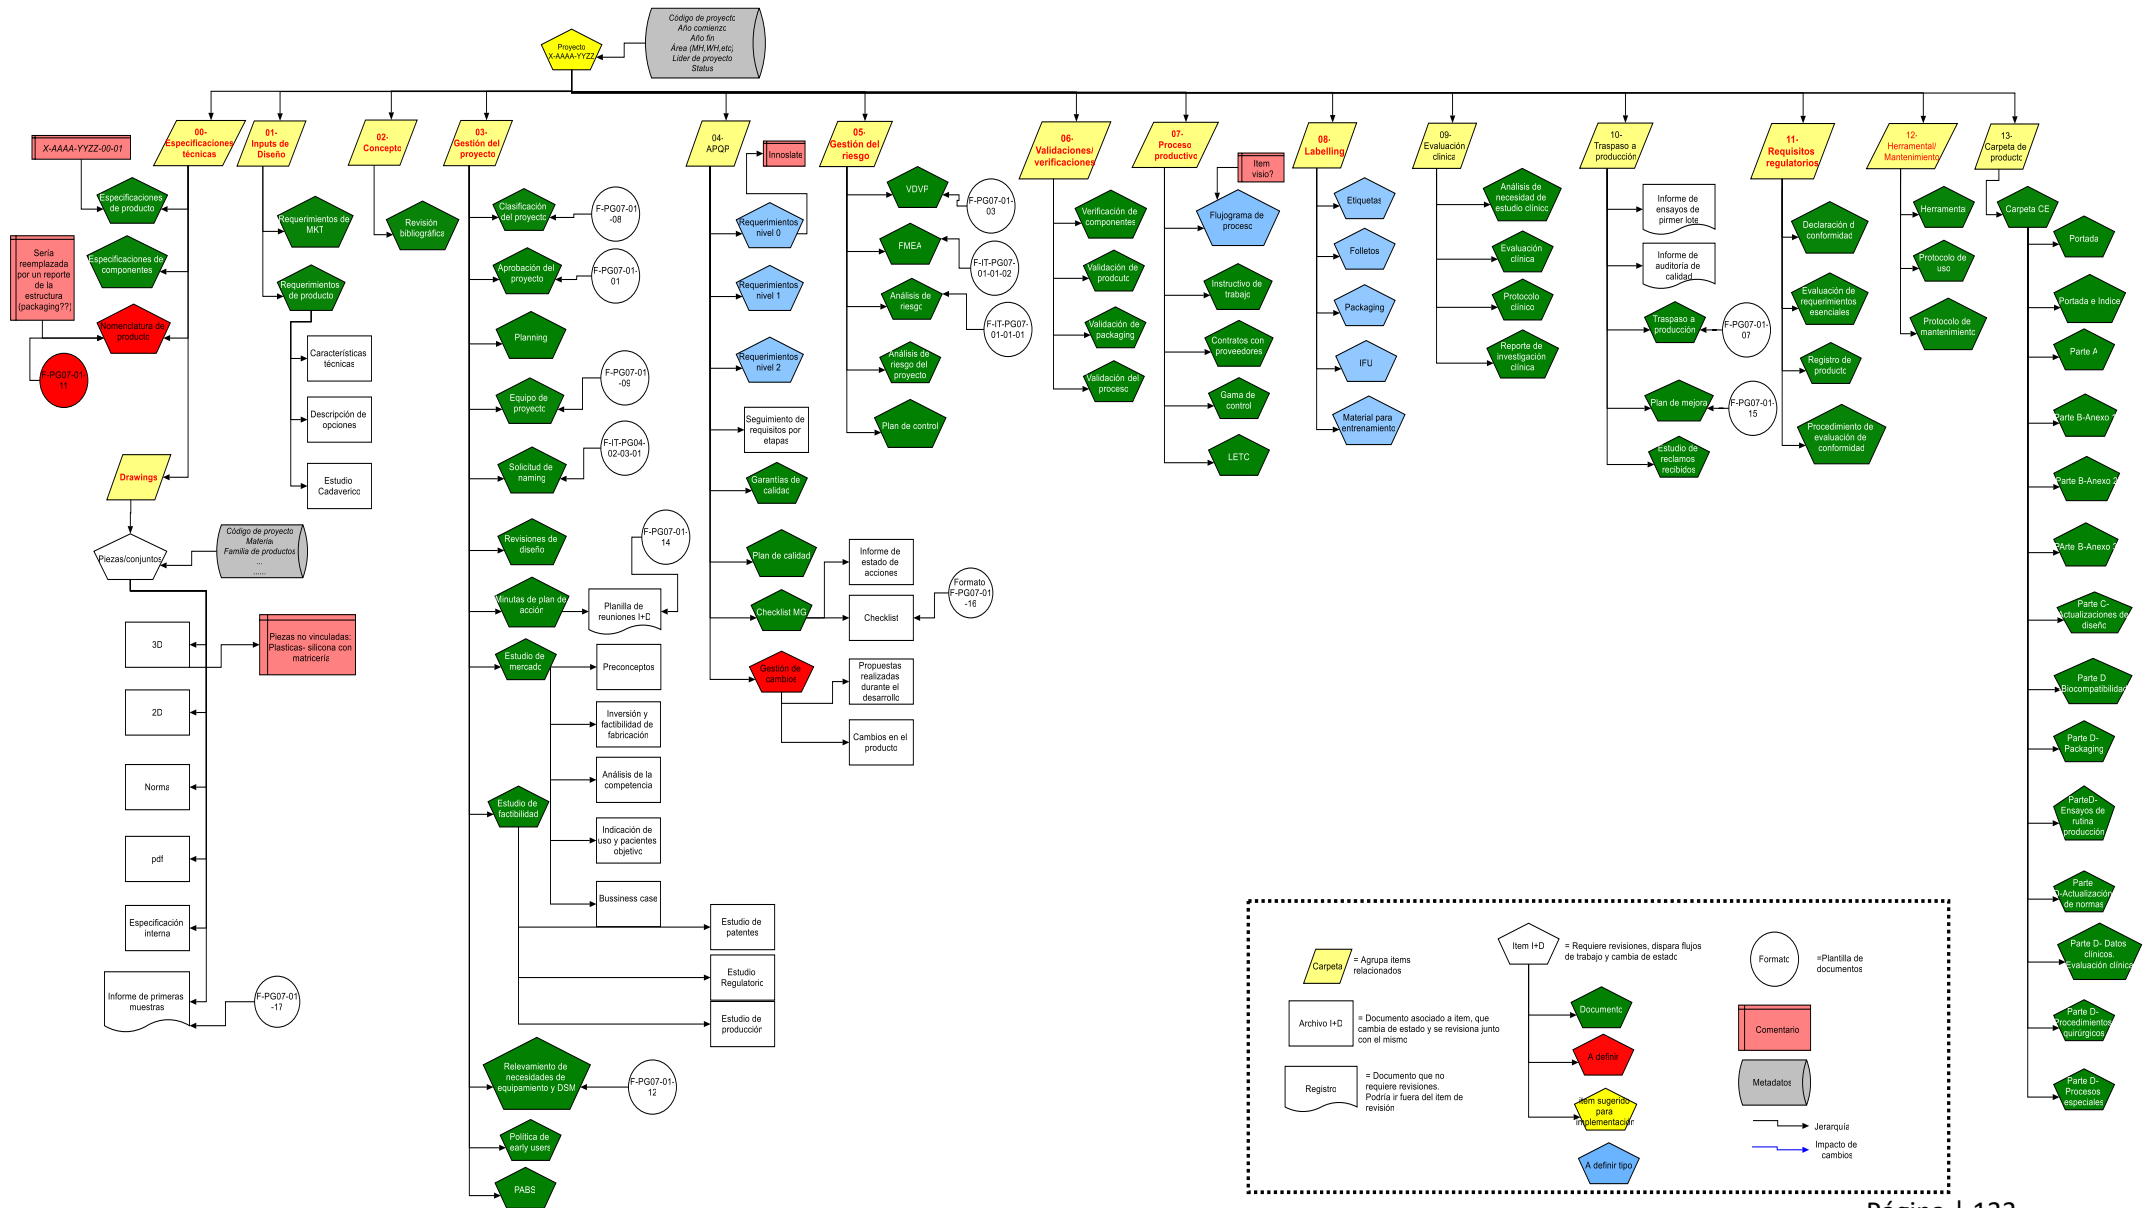 Código de proyecto
Año comienzo
Año fin
Área (MH,WH,etc)
Lider de proyecto
Status
Proyecto
X-AAAA-YYZZ
00-
Especificaciones
técnicas
01-
Inputs de
Diseño
02-
Concepto
03-
Gestión del
proyecto
04-
APQP
05-
Gestión del
riesgo
06-
Validaciones/
verificaciones
07-
Proceso
productivo
08-
Labelling
09-
Evaluación
clinica
10-
Traspaso a
producción
11-
Requisitos
regulatorios
12-
Herramental/
Mantenimiento
13-
Carpeta de
producto
X-AAAA-YYZZ-00-01
Especificaciones
de producto
Especificaciones de
componentes
Sería
reemplazada
por un reporte
de la
estructura
(packaging??)
Nomenclatura de
producto
F-PG07-01-
11
Drawings
Piezas/conjuntos
Código de proyecto
Material
Familia de productos
...
......
3D
Piezas no vinculadas:
Plasticas- silicona con
matricería
2D
Norma
pdf
Especificación
interna
Informe de primeras
muestras
F-PG07-01
-17
Requerimientos de
MKT
Requerimientos
de producto
Características
técnicas
Descripción de
opciones
Estudio
Cadaverico
Revisión
bibliográfica
Clasificación
del proyecto
F-PG07-01
-08
Aprobación del
proyecto
F-PG07-01-
01
Planning
Equipo de
proyecto
F-PG07-01
-09
Solicitud de
naming
F-IT-PG04-
02-03-01
Revisiones de
diseño
F-PG07-01-
14
Minutas de plan de
acción
Planilla de
reuniones I+D
Estudio de
mercado
Preconceptos
Inversión y
factibilidad de
fabricación
Análisis de la
competencia
Indicación de
uso y pacientes
objetivo
Bussiness case
Estudio de
factibilidad
Estudio de
patentes
Estudio
Regulatorio
Estudio de
producción
Relevamiento de
necesidades de
equipamiento y DSM
F-PG07-01-
12
Política de
early users
PABS
Innoslate
Requerimientos
nivel 0
Requerimientos
nivel 1
Requerimientos
nivel 2
Seguimiento de
requisitos por
etapas
Garantías de
calidad
Plan de calidad
Informe de
estado de
acciones
Checklist MG
Checklist
Formato
F-PG07-01
-16
Gestión de
cambios
Propuestas
realizadas
durante el
desarrollo
Cambios en el
producto
VDVP
F-PG07-01-
03
FMEA
F-IT-PG07-
01-01-02
Análisis de
riesgo
F-IT-PG07-
01-01-01
Análisis de
riesgo del
proyecto
Plan de control
Verificación de
componentes
Validación de
prodcuto
Validación de
packaging
Validación del
proceso
Item
visio?
Flujograma de
proceso
Instructivo de
trabajo
Contratos con
proveedores
Gama de
control
LETC
Etiquetas
Folletos
Packaging
IFU
Material para
entrenamiento
Análisis de
necesidad de
estudio clínico
Evaluación
clínica
Protocolo
clínico
Reporte de
investigación
clínica
Informe de
ensayos de
pirmer lote
Informe de
auditoría de
calidad
Traspaso a
producción
F-PG07-01-
07
Plan de mejora
F-PG07-01-
15
Estudio de
reclamos
recibidos
Declaración d
conformidad
Evaluación de
requerimientos
esenciales
Registro de
producto
Procedimiento de
evaluación de
conformidad
Herramental
Protocolo de
uso
Protocolo de
mantenimiento
Carpeta CE
Portada
Portada e Indice
Parte A
Parte B-Anexo 1
Parte B-Anexo 2
PArte B-Anexo 3
Parte C-
Actualizaciones de
diseño
Parte D
Biocompatibilidad
Parte D-
Packaging
ParteD-
Ensayos de
rutina
producción
Parte
D-Actualización
de normas
Parte D- Datos
clínicos.
Evaluación clínica
Parte D-
Procedimientos
quirúrgicos
Parte D-
Procesos
especiales
Carpeta
= Agrupa items
relacionados
Archivo I+D
= Documento asociado a item, que
cambia de estado y se revisiona junto
con el mismo
Registro
= Documento que no
requiere revisiones.
Podría ir fuera del item de
revisión
Item I+D
= Requiere revisiones, dispara flujos
de trabajo y cambia de estado
Documento
A definir
item sugerido
para
implementación
A definir tipo
Formato
=Plantilla de
documentos
Comentario
Metadatos
Jerarquía
Impacto de
cambios